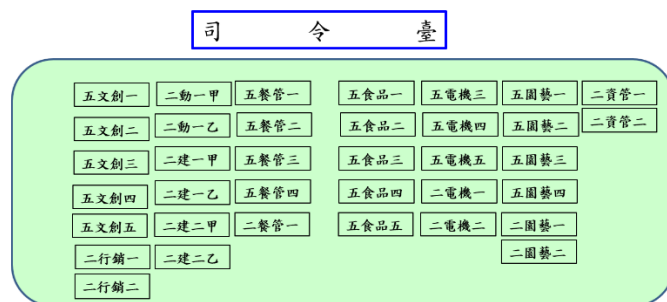 司 令 臺
五文創一 二動一甲 五餐管一 五食品一 五電機三 五園藝一 二資管一
五文創二 二動一乙 五餐管二 五食品二 五電機四 五園藝二 二資管二
五文創三 二建一甲 五餐管三 五食品三 五電機五 五園藝三
五文創四 二建一乙 五餐管四 五食品四 二電機一 五園藝四
五文創五 二建二甲 二餐管一 五食品五 二電機二 二園藝一
二行銷一 二建二乙 二園藝二
二行銷二